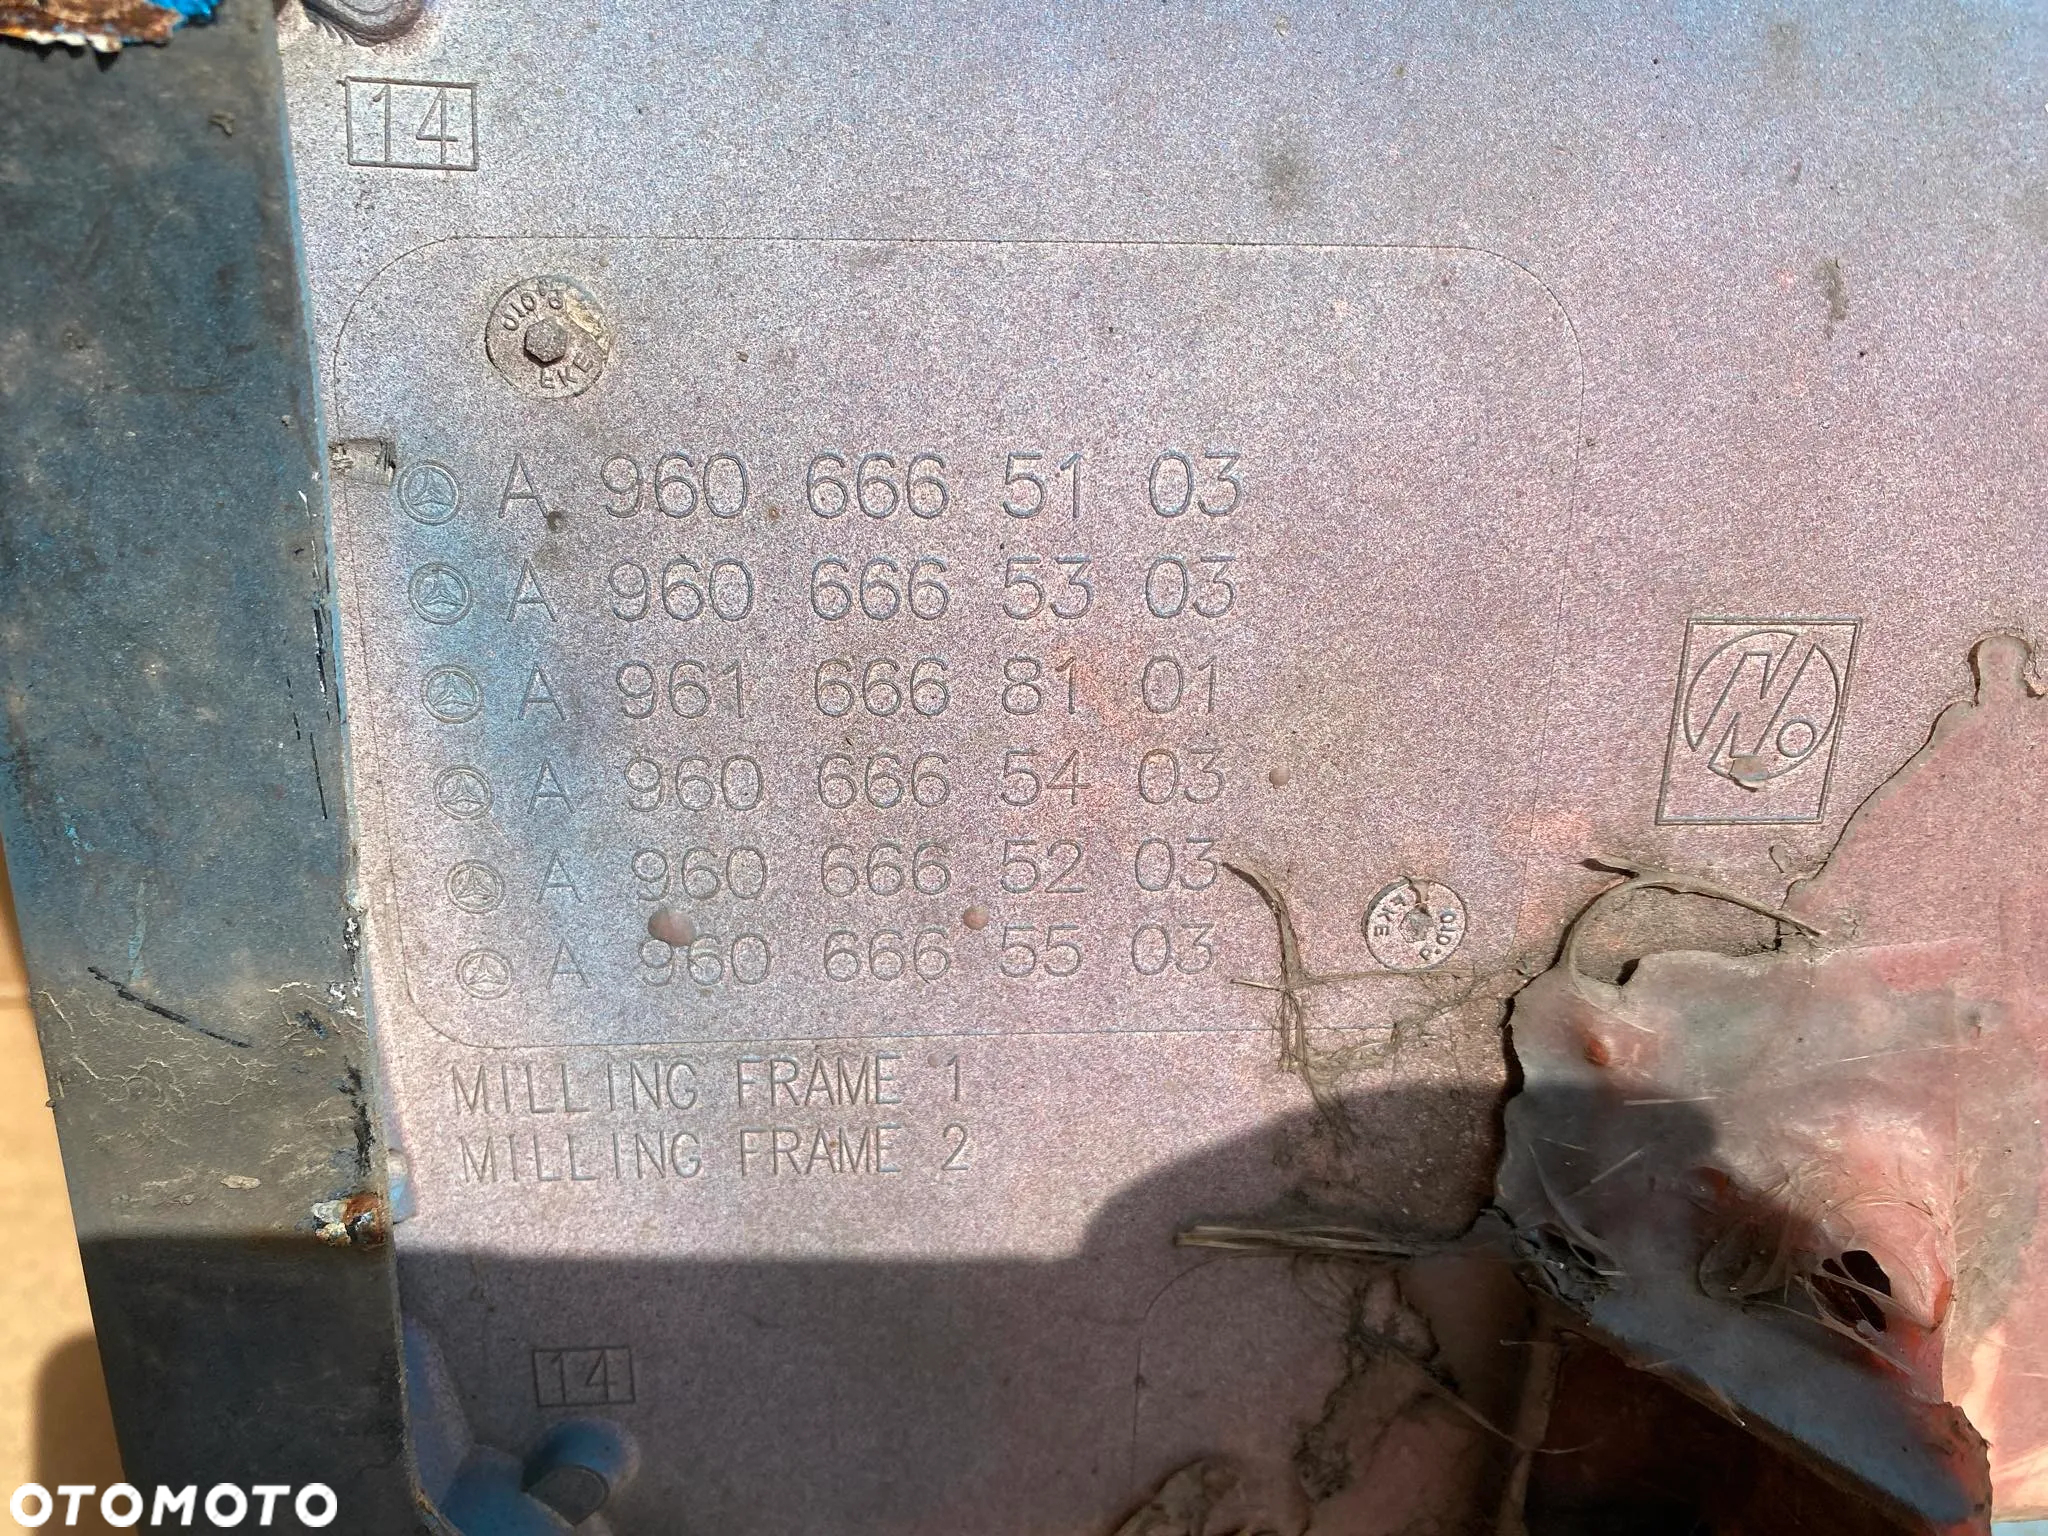 14
A 960 666 51 03
A 960 666 53 03
A 961 666 81 01
A 960 666 54 03
A 960 666 52 03
A 960 666 55 03
MILLING FRAME 1
MILLING FRAME 2
14
OTOMOTO